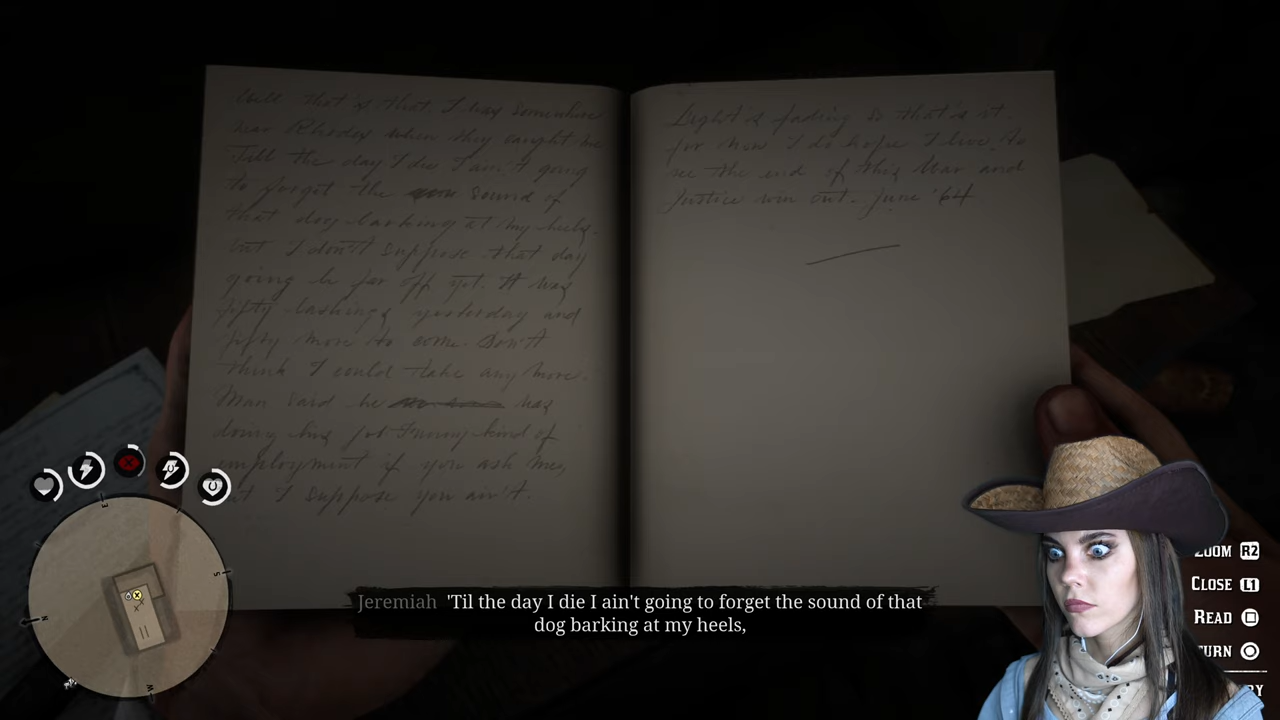 Well that is that I was somewhere
near Rhodes when they caught me
Till the day I die I ain't going
to forget the sound of
that dog barking at my heels.
but I don't suppose that day
going be far off yet. It was
fifty lashings yesterday and
fifty more to come. Don't
think I could take any more.
Man said he was
doing his job. Funny kind of
employment if you ask me,
but I suppose you ain't.
Light's fading so that's it
for now I do hope I live to
see the end of this War and
Justice win out. June '64
Jeremiah 'Til the day I die I ain't going to forget the sound of that
dog barking at my heels,
ZOOM R2
CLOSE L1
READ
TURN